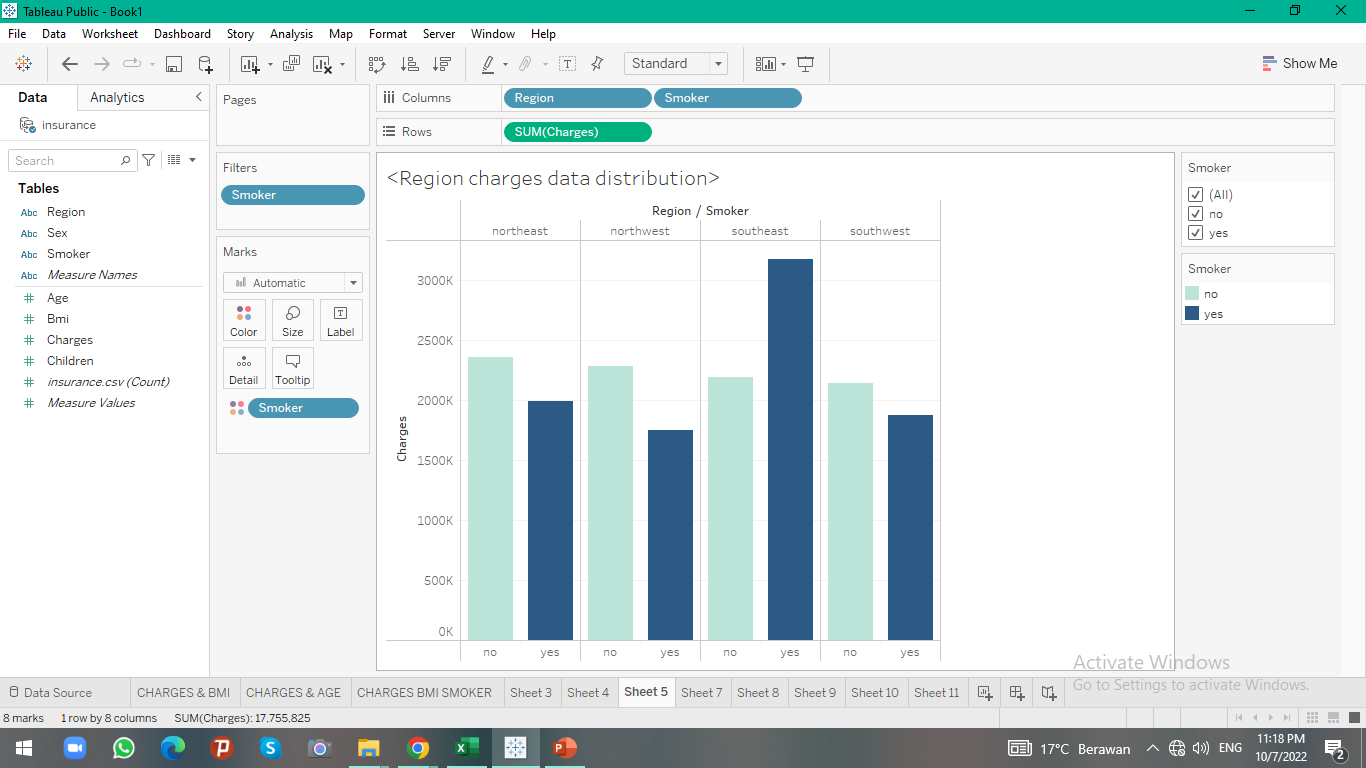 Tableau Public - Book1
File Data Worksheet Dashboard Story Analysis Map Format Server Window Help
Standard Show Me
Data Analytics
insurance
Search
Tables
Abc Region
Abc Sex
Abc Smoker
Abc Measure Names
# Age
# Bmi
# Charges
# Children
# insurance.csv (Count)
# Measure Values
Pages
Filters
Smoker
Marks
Automatic
Color Size Label
Detail Tooltip
Smoker
Columns Region Smoker
Rows SUM(Charges)
<Region charges data distribution>
Region / Smoker
northeast northwest southeast southwest
Charges
3000K
2500K
2000K
1500K
1000K
500K
0K
no yes no yes no yes no yes
Smoker
(All)
no
yes
Smoker
no
yes
Activate Windows
Go to Settings to activate Windows.
Data Source CHARGES & BMI CHARGES & AGE CHARGES BMI SMOKER Sheet 3 Sheet 4 Sheet 5 Sheet 7 Sheet 8 Sheet 9 Sheet 10 Sheet 11
8 marks 1 row by 8 columns SUM(Charges): 17,755,825
17°C Berawan ENG 11:18 PM
10/7/2022 2